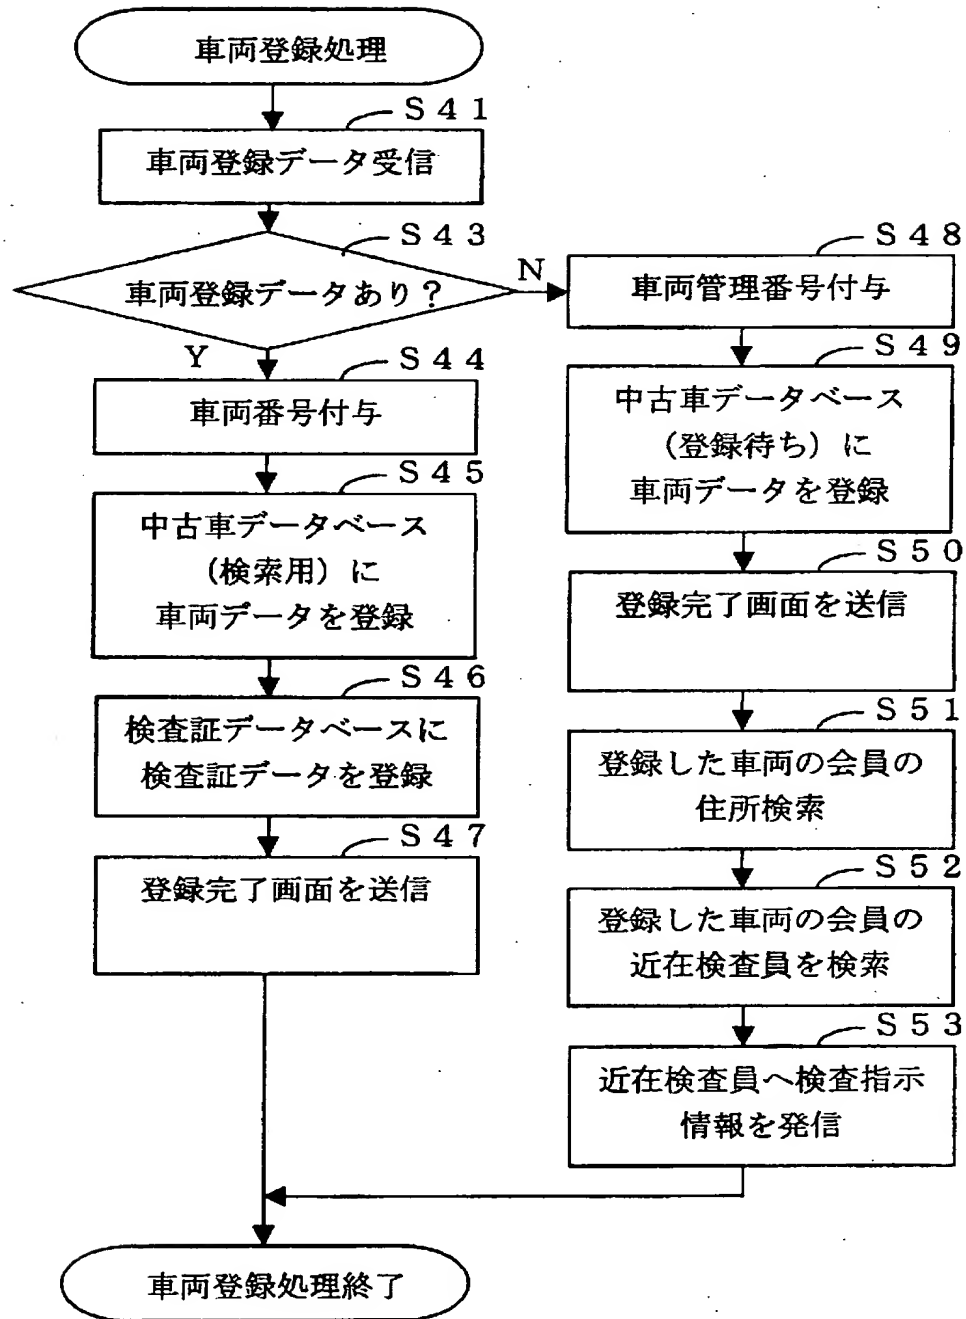 車両登録処理
S41
車両登録データ受信
S43
車両登録データあり?
N
Y
S44
車両番号付与
S45
中古車データベース
(検索用)に
車両データを登録
S46
検査証データベースに
検査証データを登録
S47
登録完了画面を送信
S48
車両管理番号付与
S49
中古車データベース
(登録待ち)に
車両データを登録
S50
登録完了画面を送信
S51
登録した車両の会員の
住所検索
S52
登録した車両の会員の
近在検査員を検索
S53
近在検査員へ検査指示
情報を発信
車両登録処理終了